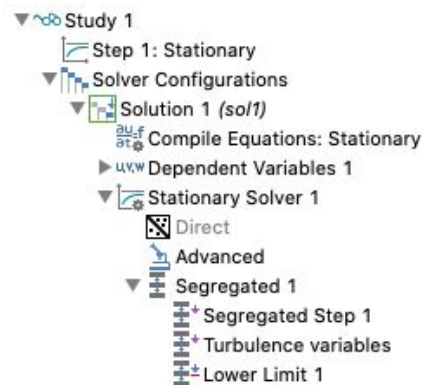 Study 1
Step 1: Stationary
Solver Configurations
Solution 1 (sol1)
Compile Equations: Stationary
u,v,w Dependent Variables 1
Stationary Solver 1
Direct
Advanced
Segregated 1
Segregated Step 1
Turbulence variables
Lower Limit 1